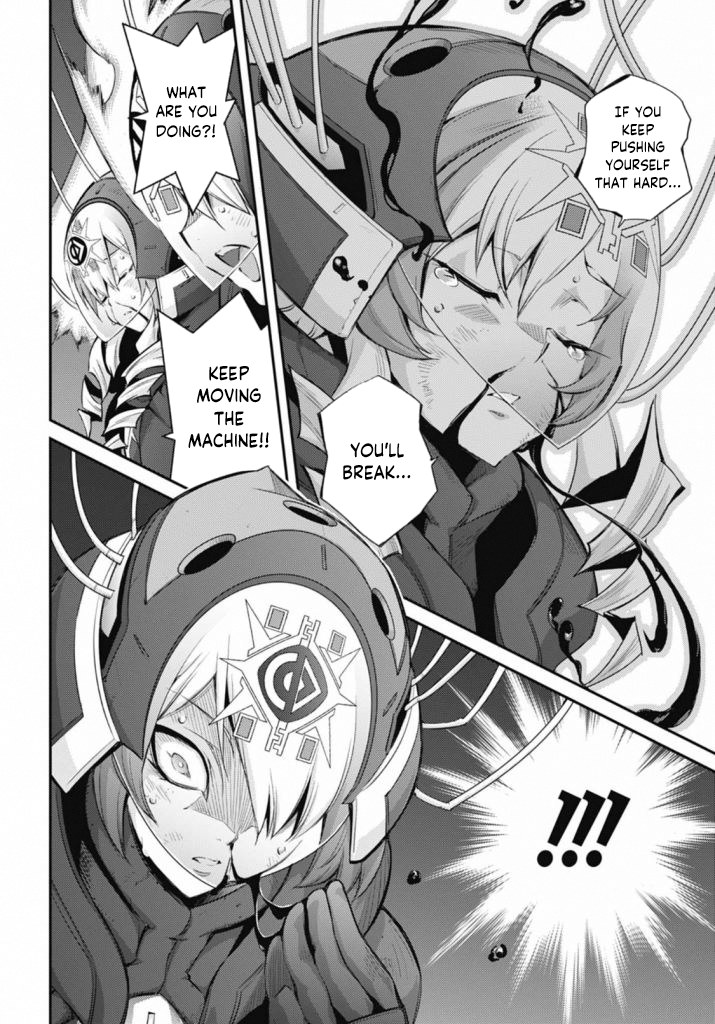 IF YOU
KEEP
PUSHING
YOURSELF
THAT HARD...
YOU'LL
BREAK...
WHAT
ARE YOU
DOING?!
KEEP
MOVING
THE
MACHINE!!
!!!